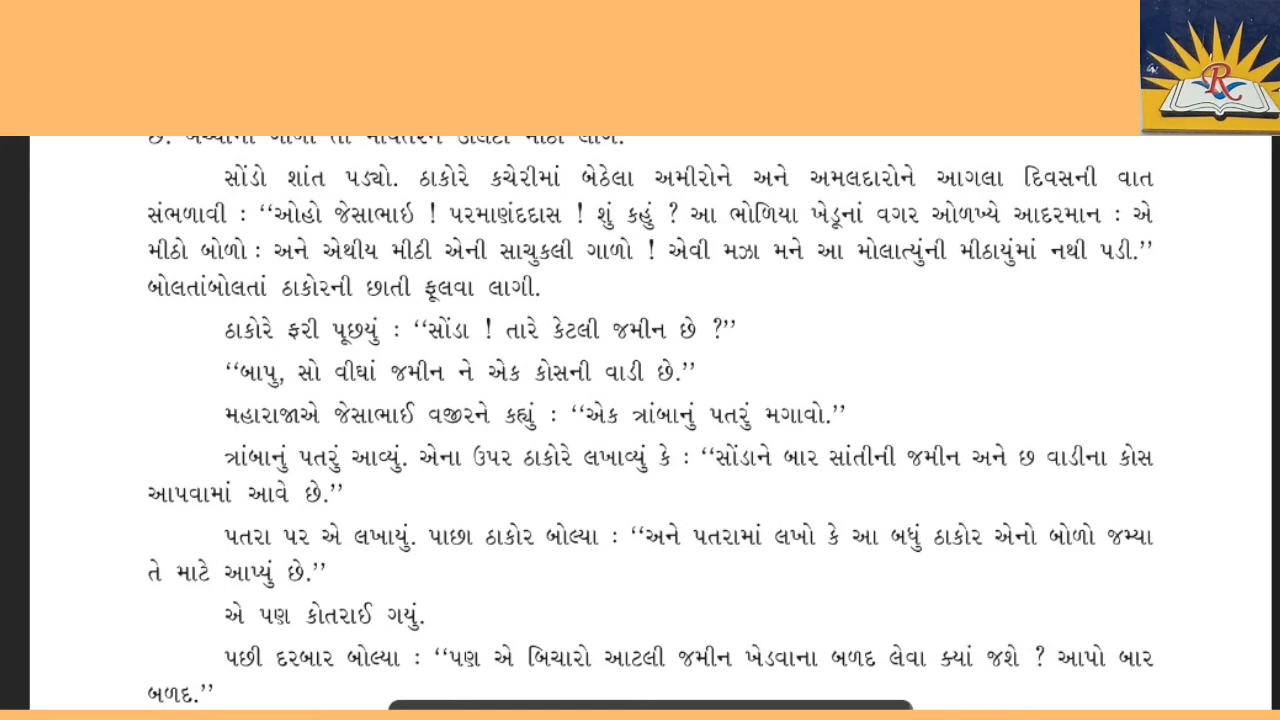 સોંડો શાંત પડ્યો. ઠાકોરે કચેરીમાં બેઠેલા અમીરોને અને અમલદારોને આગલા દિવસની વાત
સંભળાવી : “ઓહો જેસાભાઇ ! પરમાણંદદાસ ! શું કહું ? આ ભોળિયા ખેડૂનાં વગર ઓળખ્યે આદરમાન : એ
મીઠો બોળો : અને એથીય મીઠી એની સાચુકલી ગાળો ! એવી મઝા મને આ મોલાત્યુંની મીઠાયુંમાં નથી પડી.”
બોલતાંબોલતાં ઠાકોરની છાતી ફૂલવા લાગી.
ઠાકોરે ફરી પૂછયું : “સોંડા ! તારે કેટલી જમીન છે ?”
“બાપુ, સો વીઘાં જમીન ને એક કોસની વાડી છે.”
મહારાજાએ જેસાભાઈ વજીરને કહ્યું : “એક ત્રાંબાનું પતરું મગાવો.”
ત્રાંબાનું પતરું આવ્યું. એના ઉપર ઠાકોરે લખાવ્યું કે : “સોંડાને બાર સાંતીની જમીન અને છ વાડીના કોસ
આપવામાં આવે છે.”
પતરા પર એ લખાયું. પાછા ઠાકોર બોલ્યા : “અને પતરામાં લખો કે આ બધું ઠાકોર એનો બોળો જમ્યા
તે માટે આપ્યું છે.”
એ પણ કોતરાઈ ગયું.
પછી દરબાર બોલ્યા : “પણ એ બિચારો આટલી જમીન ખેડવાના બળદ લેવા ક્યાં જશે ? આપો બાર
બળદ.”